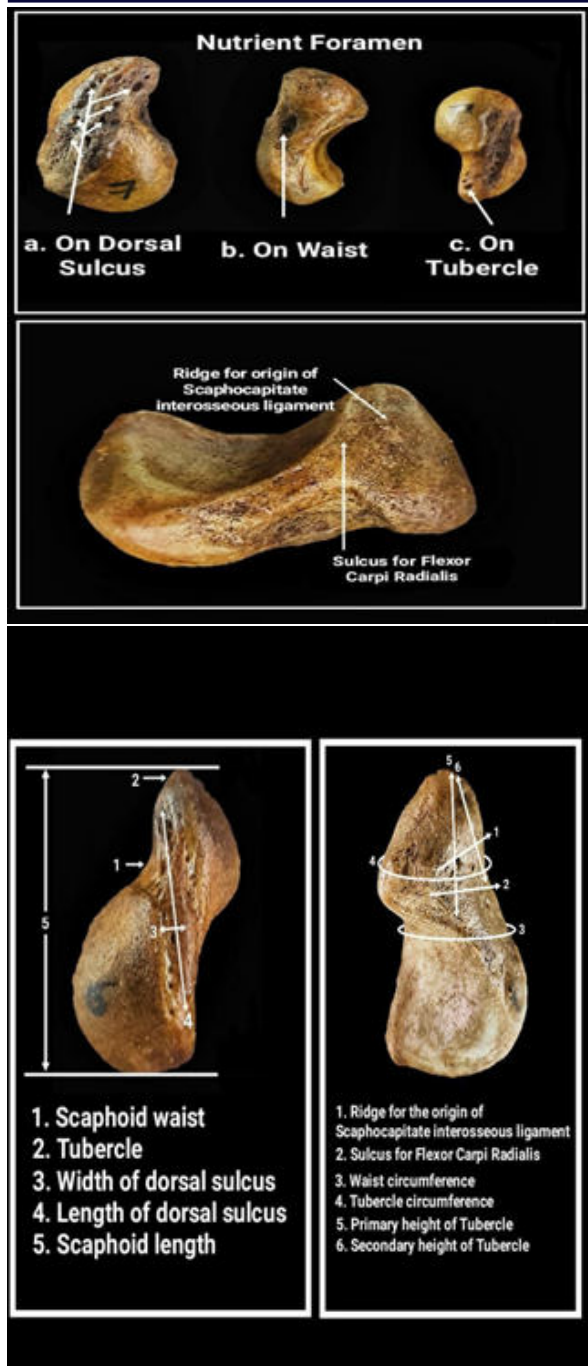 Nutrient Foramen
a. On Dorsal
Sulcus
b. On Waist
c. On
Tubercle
Ridge for origin of
Scaphocapitate
interosseous ligament
Sulcus for Flexor
Carpi Radialis
2
1
5
3
4
1. Scaphoid waist
2. Tubercle
3. Width of dorsal sulcus
4. Length of dorsal sulcus
5. Scaphoid length
5 6
1
4
2
3
1. Ridge for the origin of
Scaphocapitate interosseous ligament
2. Sulcus for Flexor Carpi Radialis
3. Waist circumference
4. Tubercle circumference
5. Primary height of Tubercle
6. Secondary height of Tubercle